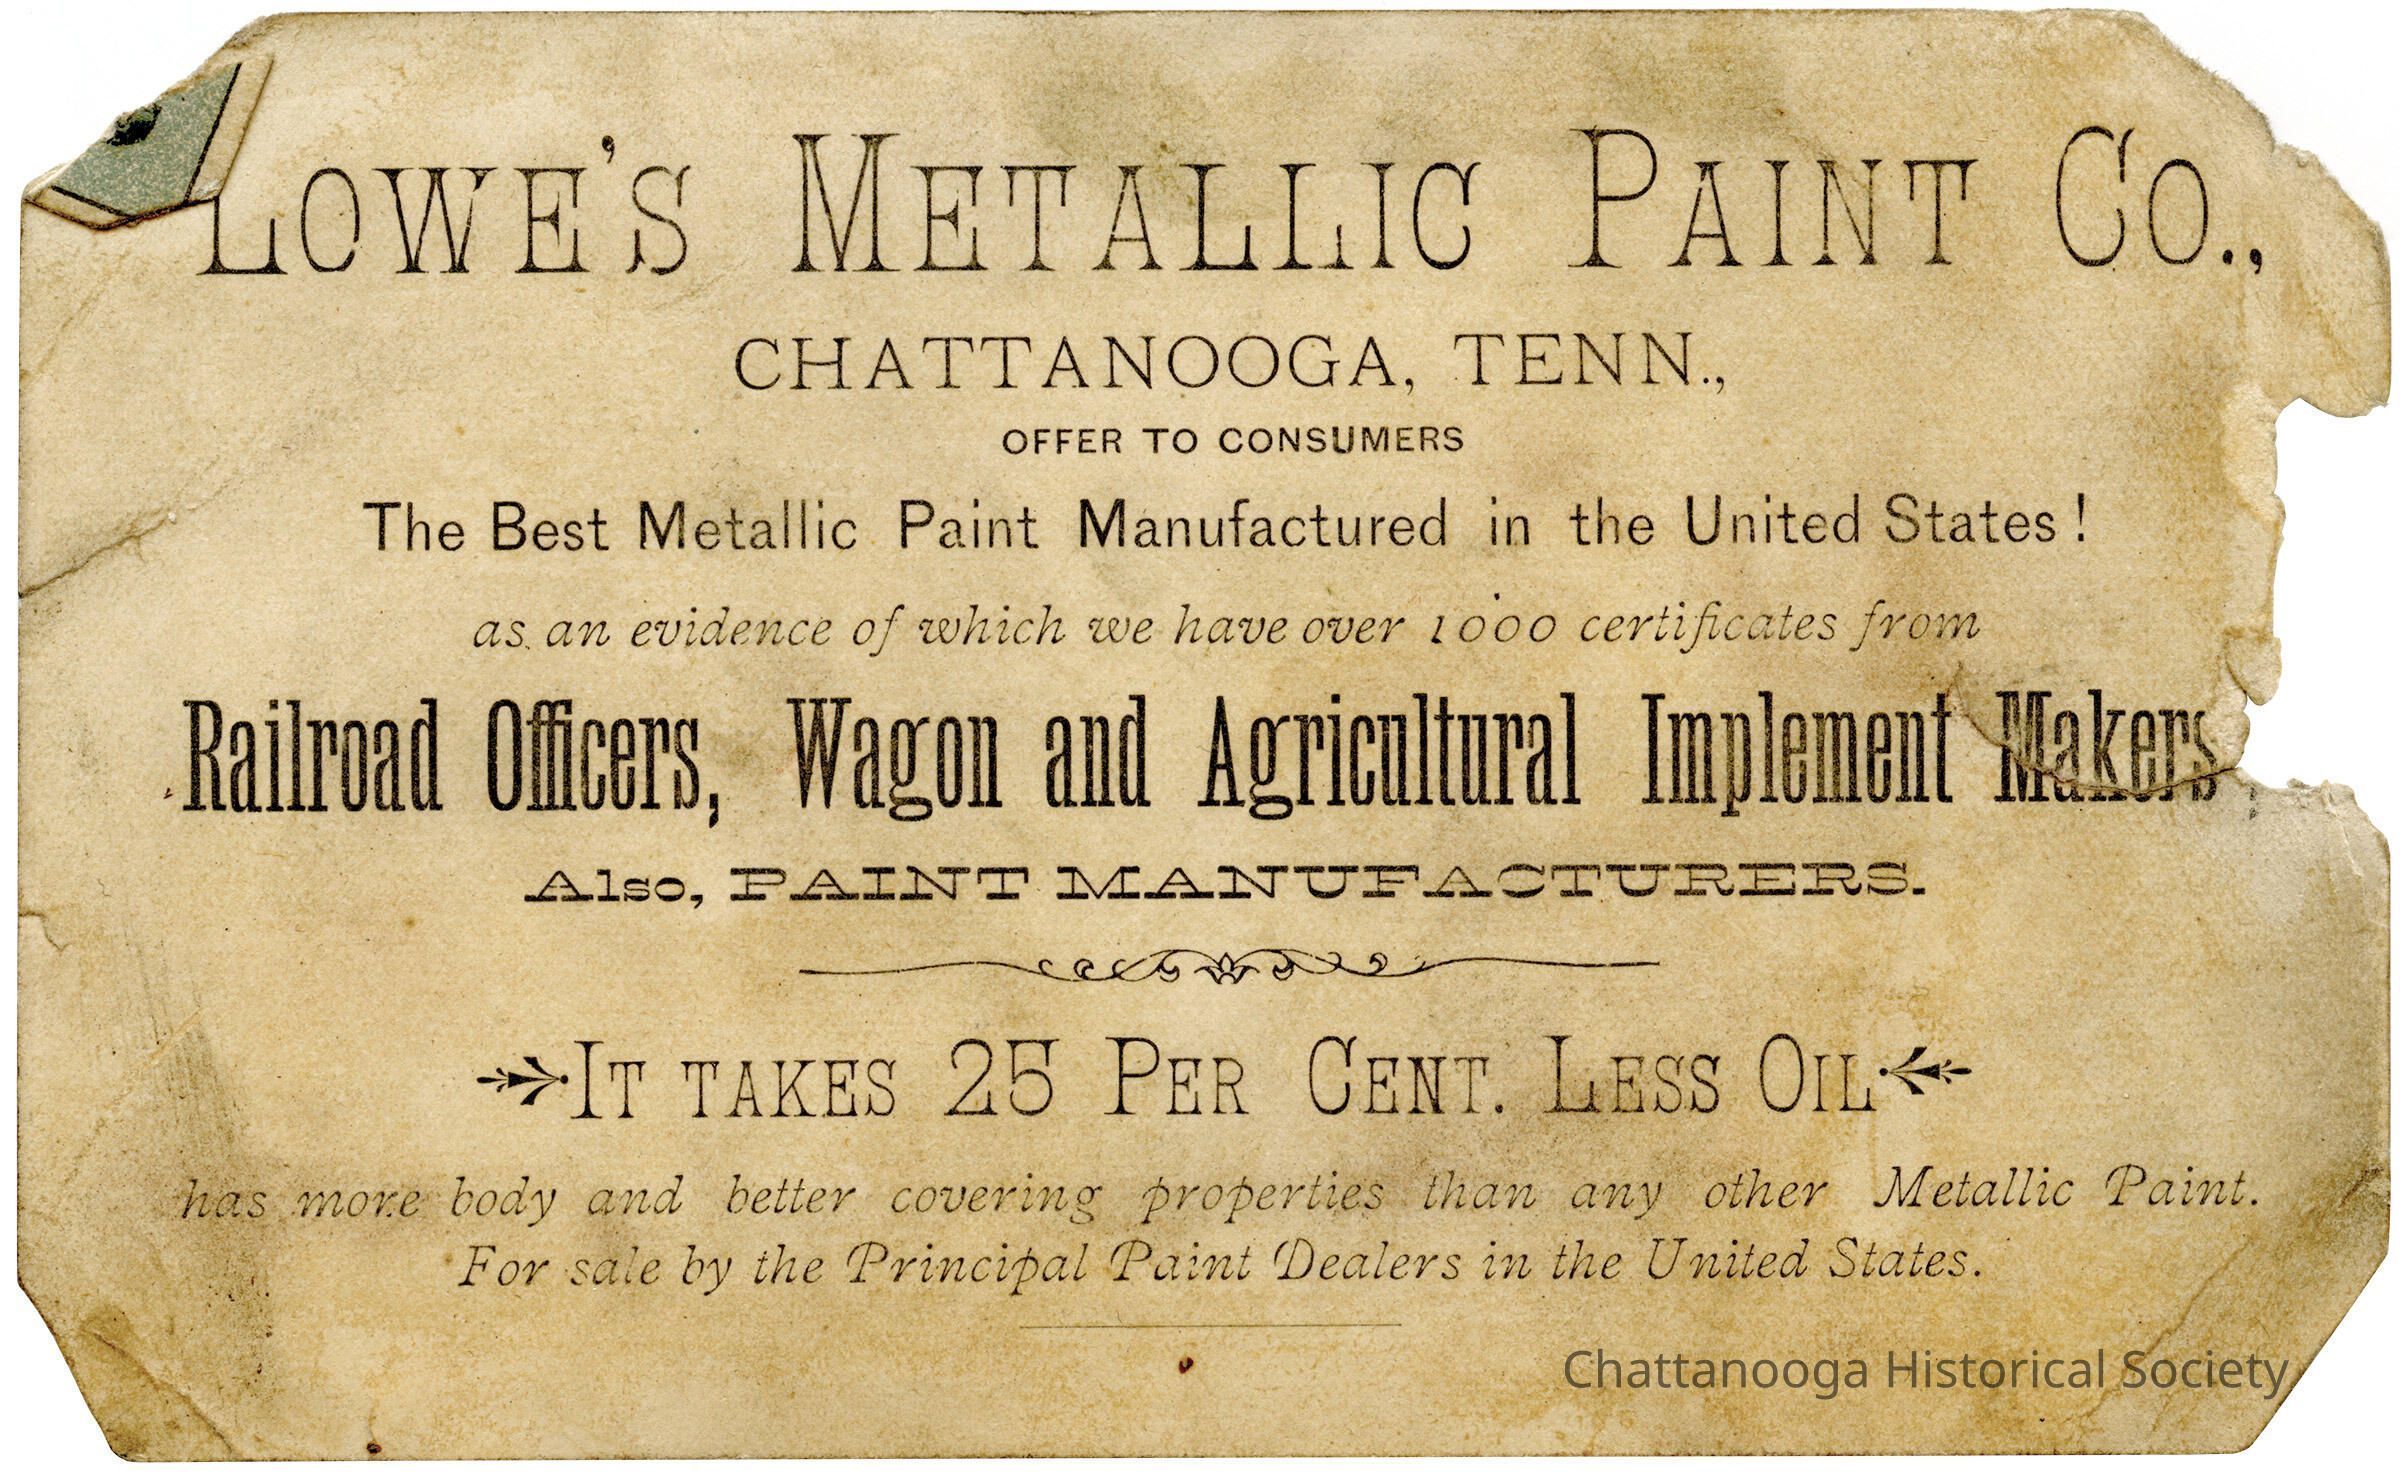 LOWE'S METALLIC PAINT CO.,
CHATTANOOGA, TENN.,
OFFER TO CONSUMERS
The Best Metallic Paint Manufactured in the United States!
as an evidence of which we have over 1000 certificates from
Railroad Officers, Wagon and Agricultural Implement Makers;
Also, PAINT MANUFACTURERS.
IT TAKES 25 PER CENT. LESS OIL
has more body and better covering properties than any other Metallic Paint.
For sale by the Principal Paint Dealers in the United States.
Chattanooga Historical Society